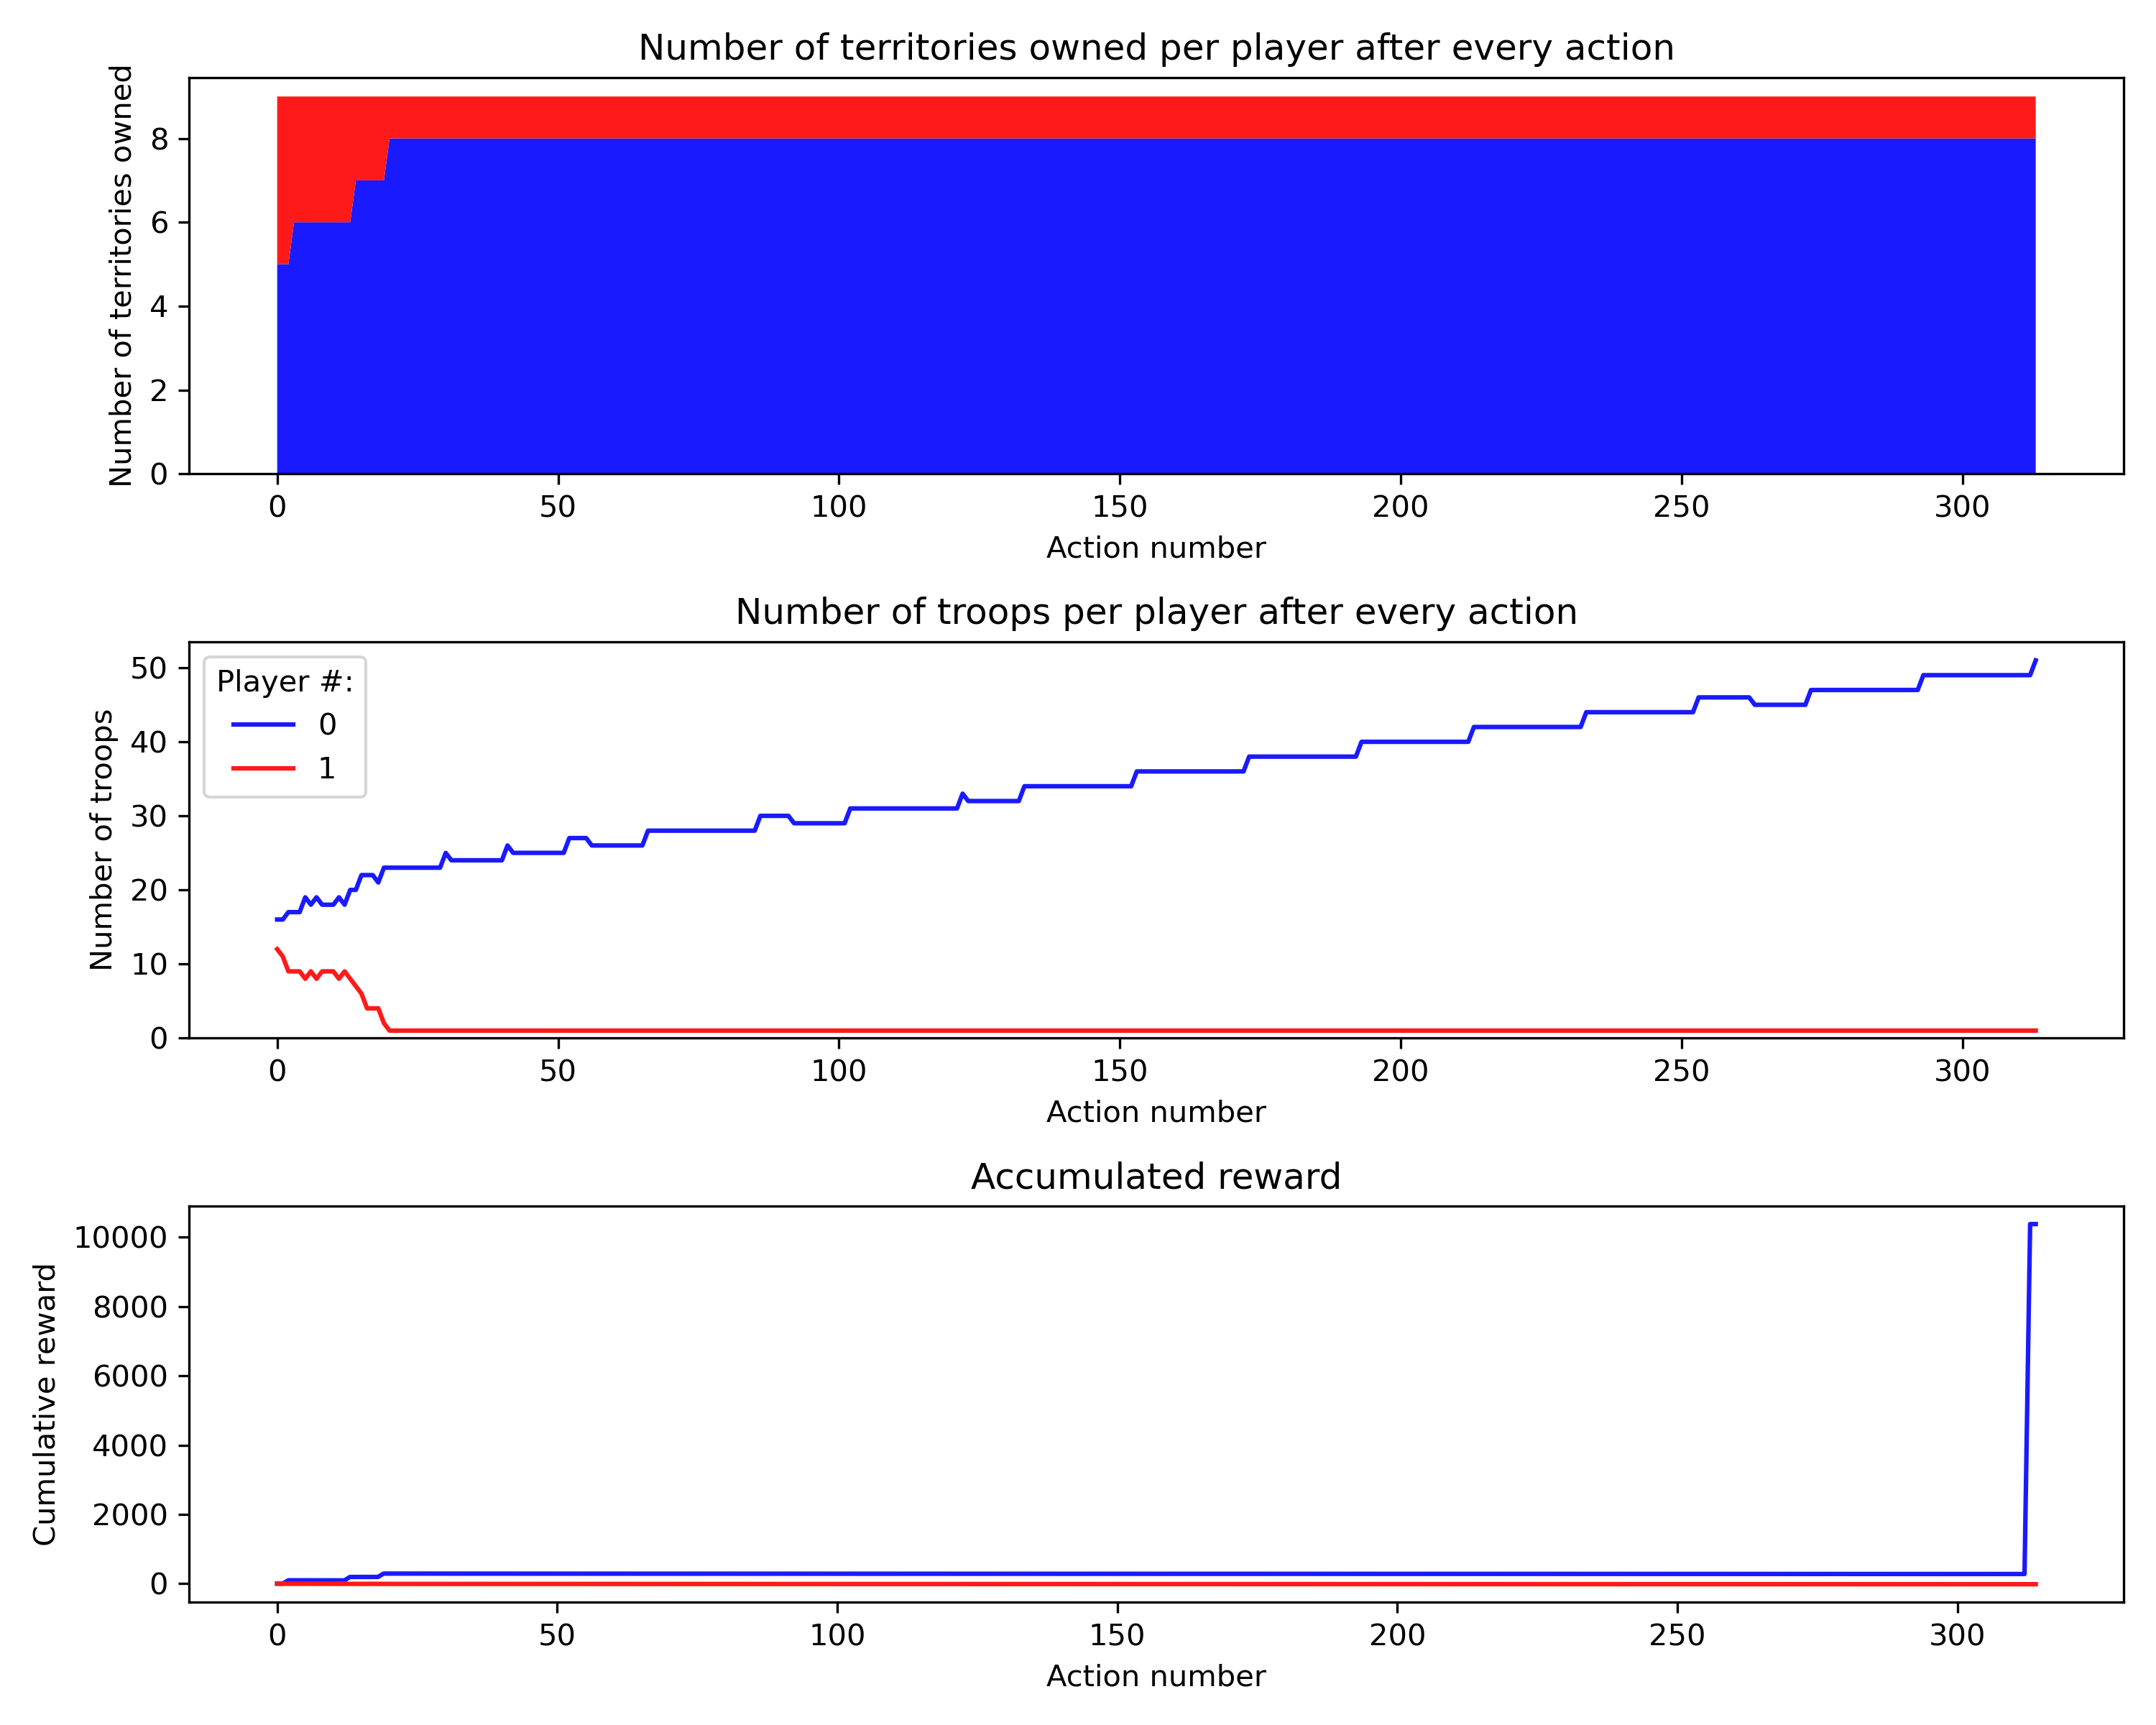 Number of territories owned per player after every action
Number of territories owned
8
6
4
2
0
0 50 100 150 200 250 300
Action number
Number of troops per player after every action
Number of troops
50
40
30
20
10
0
Player #:
0
1
0 50 100 150 200 250 300
Action number
Accumulated reward
Cumulative reward
10000
8000
6000
4000
2000
0
0 50 100 150 200 250 300
Action number